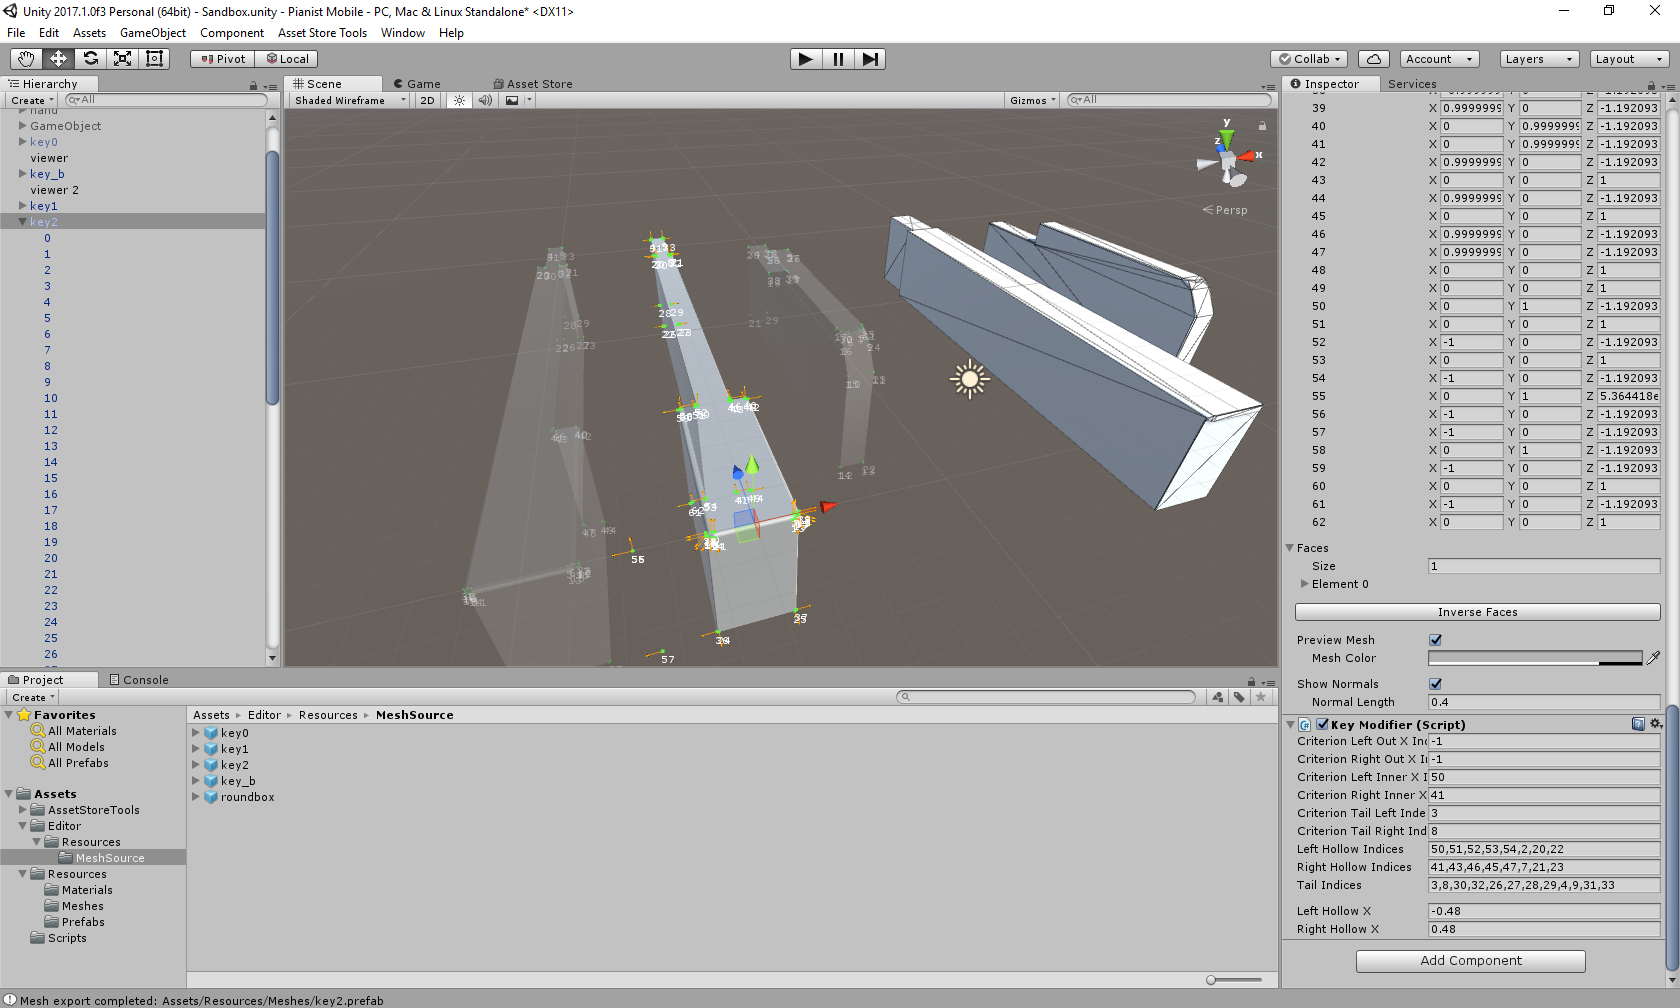 Unity 2017.1.0f3 Personal (64bit) - Sandbox.unity - Pianist Mobile - PC, Mac & Linux Standalone* <DX11>
File Edit Assets GameObject Component Asset Store Tools Window Help
Pivot Local Collab Account Layers Layout
Hierarchy
Create All
hand
GameObject
key0
viewer
key_b
viewer 2
key1
key2
0
1
2
3
4
5
6
7
8
9
10
11
12
13
14
15
16
17
18
19
20
21
22
23
24
25
26
Scene Game Asset Store
Shaded Wireframe 2D Gizmos All
y
z x
Persp
28 29
56
57
Inspector Services
39 X 0.9999999 Y 0 Z -1.192093
40 X 0 Y 0.9999999 Z -1.192093
41 X 0 Y 0.9999999 Z -1.192093
42 X 0.9999999 Y 0 Z -1.192093
43 X 0 Y 0 Z 1
44 X 0.9999999 Y 0 Z -1.192093
45 X 0 Y 0 Z 1
46 X 0.9999999 Y 0 Z -1.192093
47 X 0.9999999 Y 0 Z -1.192093
48 X 0 Y 0 Z 1
49 X 0 Y 0 Z 1
50 X 0 Y 1 Z -1.192093
51 X 0 Y 0 Z 1
52 X -1 Y 0 Z -1.192093
53 X 0 Y 0 Z 1
54 X -1 Y 0 Z -1.192093
55 X 0 Y 1 Z 5.364418e
56 X -1 Y 0 Z -1.192093
57 X -1 Y 0 Z -1.192093
58 X 0 Y 1 Z -1.192093
59 X -1 Y 0 Z -1.192093
60 X 0 Y 0 Z 1
61 X -1 Y 0 Z -1.192093
62 X 0 Y 0 Z 1
Faces
Size 1
Element 0
Inverse Faces
Preview Mesh
Mesh Color
Show Normals
Normal Length 0.4
Key Modifier (Script)
Criterion Left Out X Inc -1
Criterion Right Out X Ir -1
Criterion Left Inner X I 50
Criterion Right Inner X 41
Criterion Tail Left Inde 3
Criterion Tail Right Ind 8
Left Hollow Indices 50,51,52,53,54,2,20,22
Right Hollow Indices 41,43,46,45,47,7,21,23
Tail Indices 3,8,30,32,26,27,28,29,4,9,31,33
Left Hollow X -0.48
Right Hollow X 0.48
Add Component
Project Console
Create
Favorites
All Materials
All Models
All Prefabs
Assets
AssetStoreTools
Editor
Resources
MeshSource
Resources
Materials
Meshes
Prefabs
Scripts
Assets Editor Resources MeshSource
key0
key1
key2
key_b
roundbox
Mesh export completed: Assets/Resources/Meshes/key2.prefab